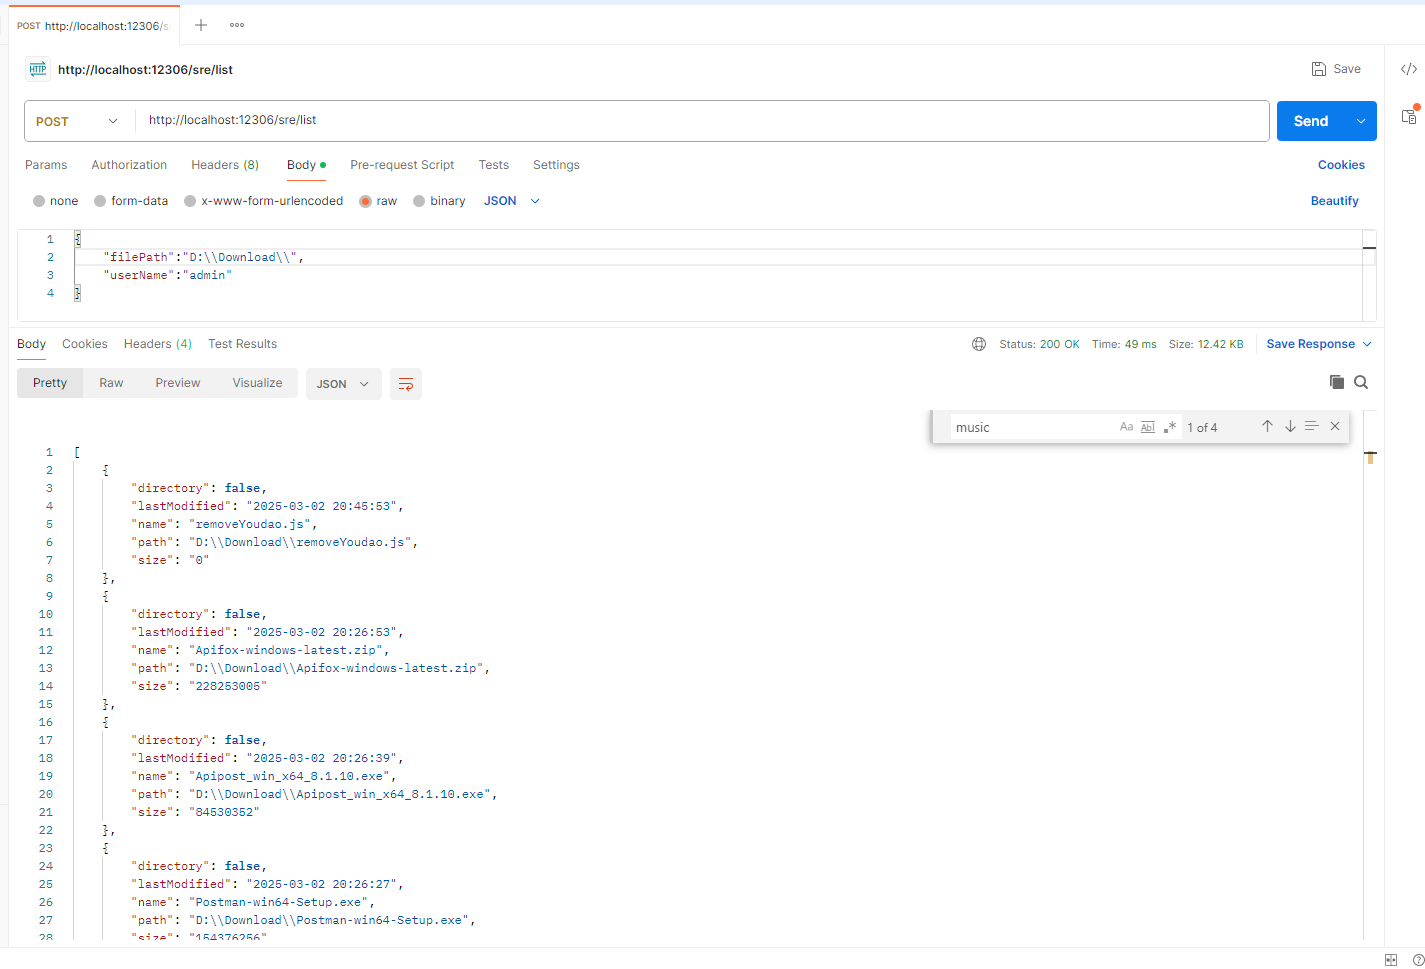 POST http://localhost:12306/s
HTTP http://localhost:12306/sre/list
Save
POST http://localhost:12306/sre/list
Send
Params Authorization Headers (8) Body Pre-request Script Tests Settings
Cookies
none form-data x-www-form-urlencoded raw binary JSON
Beautify
1 {
2 "filePath":"D:\\Download\\",
3 "userName":"admin"
4 }
Body Cookies Headers (4) Test Results
Status: 200 OK Time: 49 ms Size: 12.42 KB Save Response
Pretty Raw Preview Visualize JSON
music Aa Abl .* 1 of 4
1 [
2 {
3 "directory": false,
4 "lastModified": "2025-03-02 20:45:53",
5 "name": "removeYoudao.js",
6 "path": "D:\\Download\\removeYoudao.js",
7 "size": "0"
8 },
9 {
10 "directory": false,
11 "lastModified": "2025-03-02 20:26:53",
12 "name": "Apifox-windows-latest.zip",
13 "path": "D:\\Download\\Apifox-windows-latest.zip",
14 "size": "228253005"
15 },
16 {
17 "directory": false,
18 "lastModified": "2025-03-02 20:26:39",
19 "name": "Apipost_win_x64_8.1.10.exe",
20 "path": "D:\\Download\\Apipost_win_x64_8.1.10.exe",
21 "size": "84530352"
22 },
23 {
24 "directory": false,
25 "lastModified": "2025-03-02 20:26:27",
26 "name": "Postman-win64-Setup.exe",
27 "path": "D:\\Download\\Postman-win64-Setup.exe",
28 "size": "154376256"